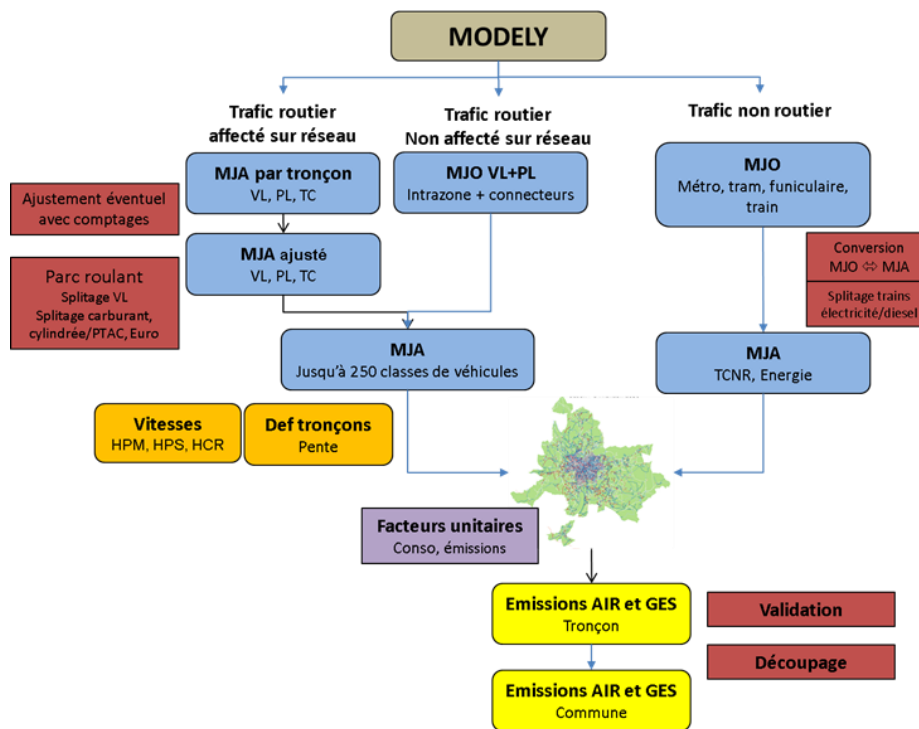 MODELY
Trafic routier
affecté sur réseau
Trafic routier
Non affecté sur réseau
Trafic non routier
MJA par tronçon
VL, PL, TC
MJO VL+PL
Intrazone + connecteurs
MJO
Métro, tram, funiculaire,
train
Ajustement éventuel
avec comptages
MJA ajusté
VL, PL, TC
Conversion
MJO ⇔ MJA
Splitage trains
électricité/diesel
Parc roulant
Splitage VL
Splitage carburant,
cylindrée/PTAC, Euro
MJA
Jusqu'à 250 classes de véhicules
MJA
TCNR, Energie
Vitesses
HPM, HPS, HCR
Def tronçons
Pente
Facteurs unitaires
Conso, émissions
Emissions AIR et GES
Tronçon
Validation
Découpage
Emissions AIR et GES
Commune